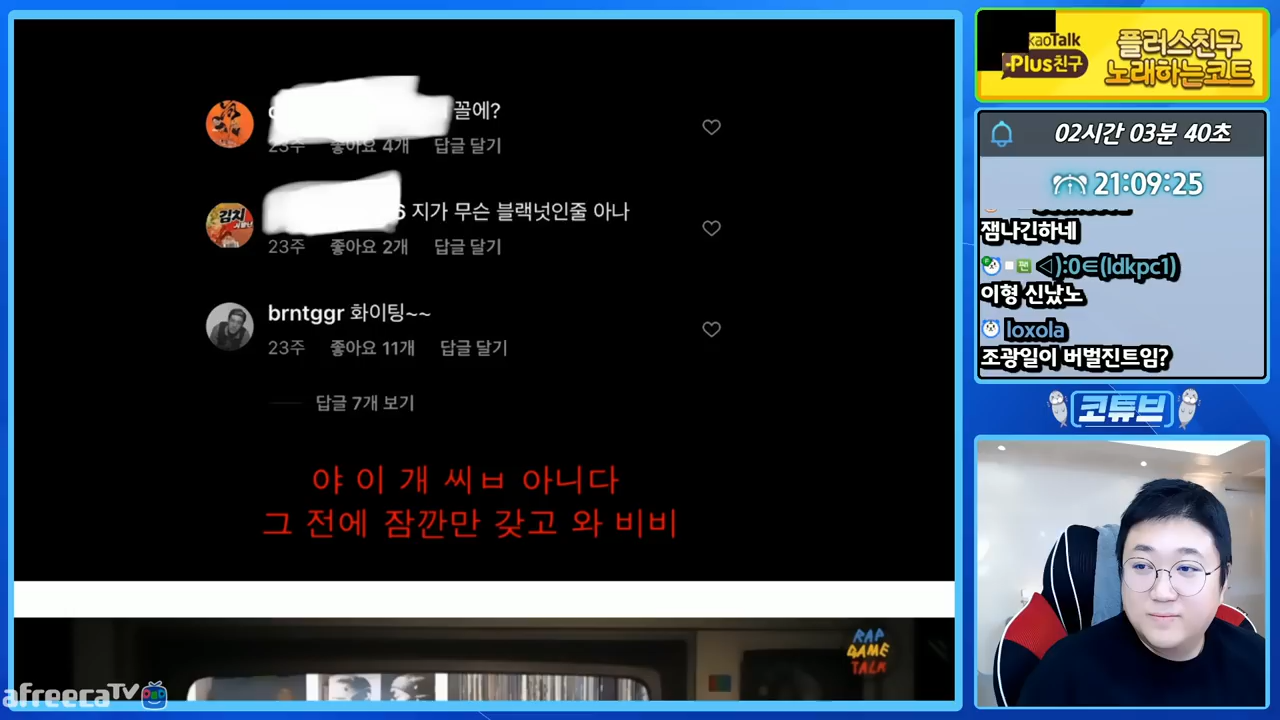 꼴에?
23주 좋아요 4개 답글 달기
6 지가 무슨 블랙넛인줄 아나
23주 좋아요 2개 답글 달기
brntggr 화이팅~~
23주 좋아요 11개 답글 달기
답글 7개 보기
야 이 개 씨ㅂ 아니다
그 전에 잠깐만 갖고 와 비비
RAP
GAME
TALK
afreecaTV
kaoTalk
Plus친구
플러스친구
노래하는코트
02시간 03분 40초
21:09:25
잼나긴하네
팬 ◁):0∈(ldkpc1)
이형 신났노
loxola
조광일이 버벌진트임?
코튜브
김치